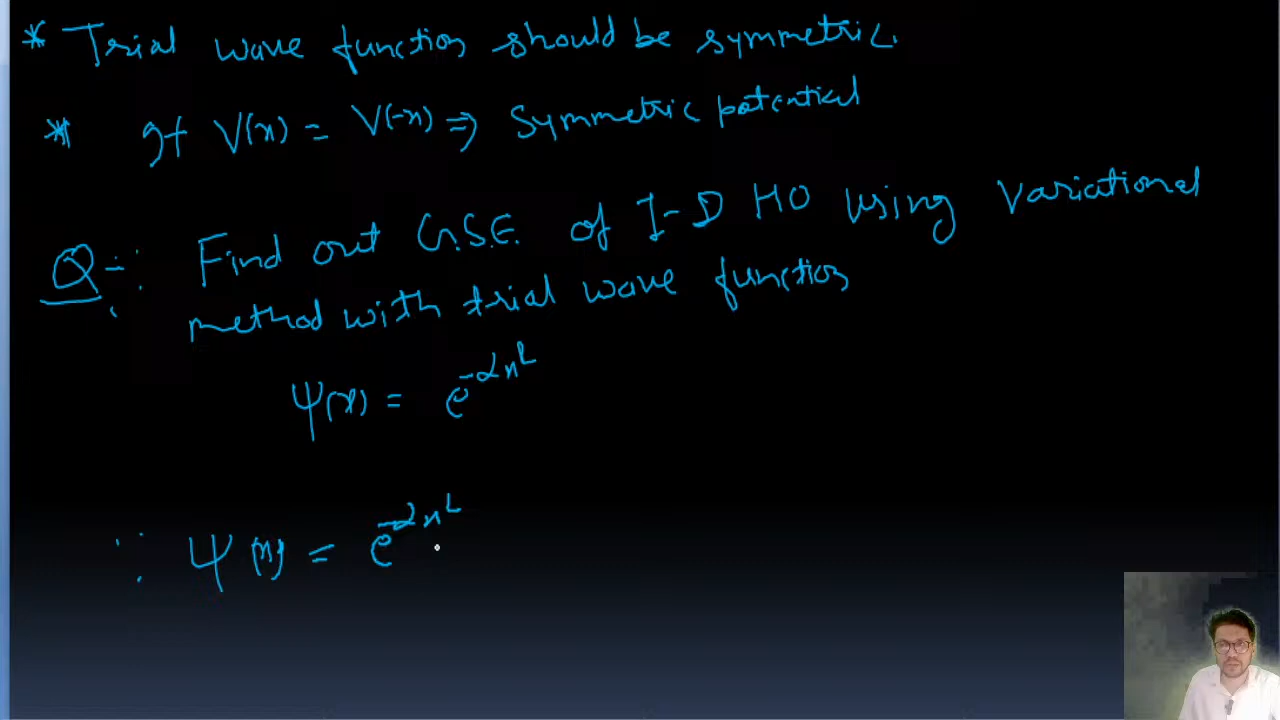 * Trial wave function should be symmetric.
* If V(x) = V(-x) ⇒ Symmetric potential
Q ÷: Find out G.S.E. of 1-D HO using Variational
method with trial wave function
Ψ(x) = e^{-αx²}
∵ Ψ(x) = e^{-αx²}